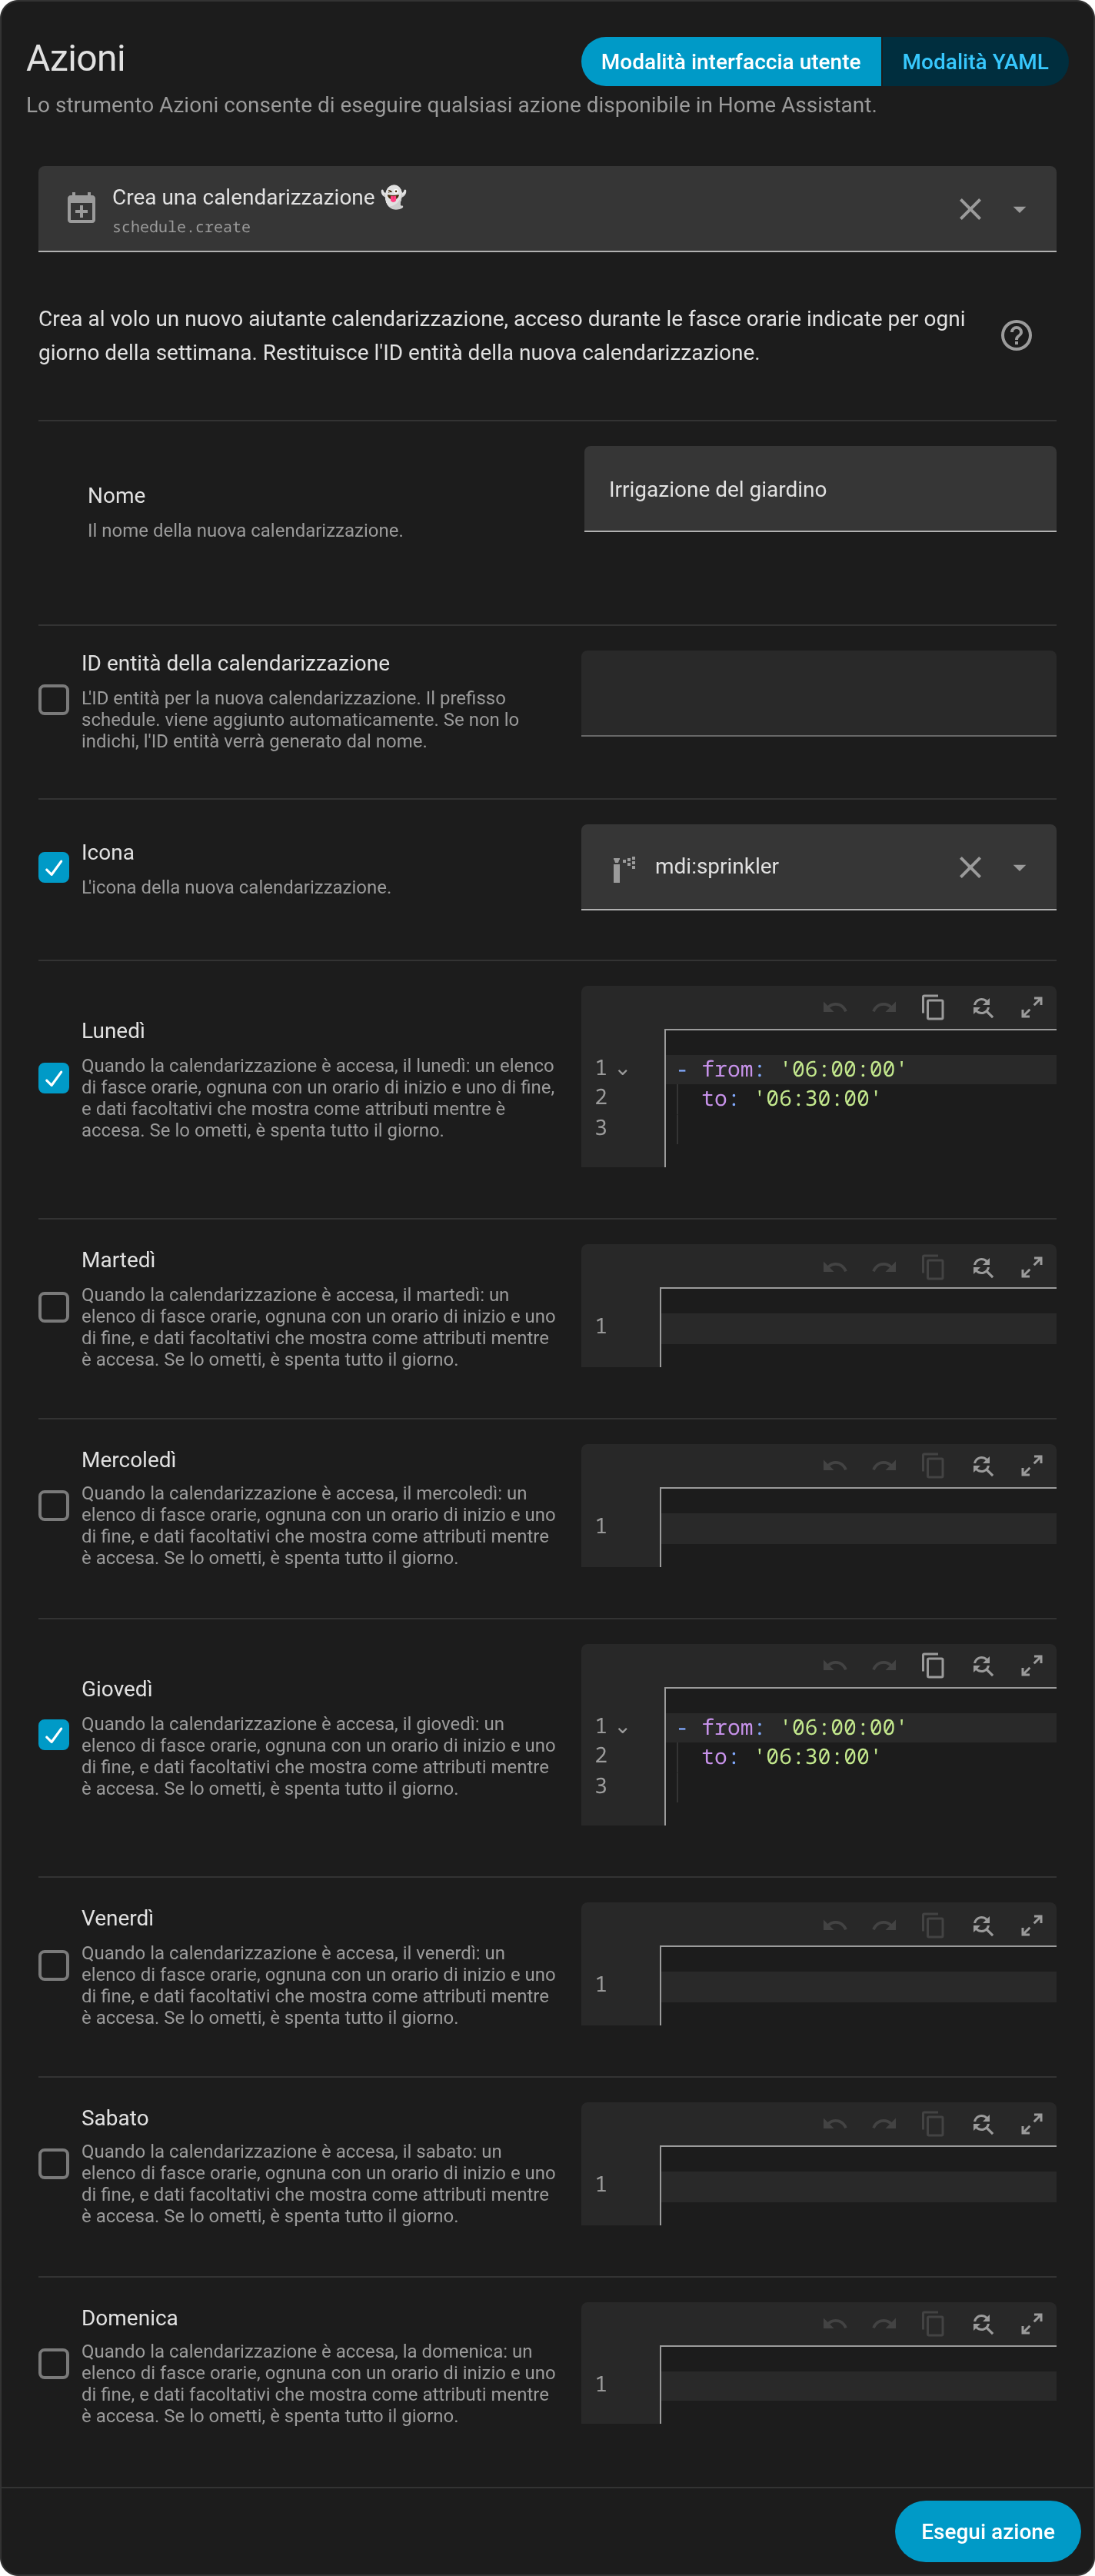 Azioni
Modalità interfaccia utente
Modalità YAML
Lo strumento Azioni consente di eseguire qualsiasi azione disponibile in Home Assistant.
Crea una calendarizzazione 👻
schedule.create
Crea al volo un nuovo aiutante calendarizzazione, acceso durante le fasce orarie indicate per ogni
giorno della settimana. Restituisce l'ID entità della nuova calendarizzazione.
Nome
Il nome della nuova calendarizzazione.
Irrigazione del giardino
ID entità della calendarizzazione
L'ID entità per la nuova calendarizzazione. Il prefisso
schedule. viene aggiunto automaticamente. Se non lo
indichi, l'ID entità verrà generato dal nome.
Icona
L'icona della nuova calendarizzazione.
mdi:sprinkler
Lunedì
Quando la calendarizzazione è accesa, il lunedì: un elenco
di fasce orarie, ognuna con un orario di inizio e uno di fine,
e dati facoltativi che mostra come attributi mentre è
accesa. Se lo ometti, è spenta tutto il giorno.
1 - from: '06:00:00'
2 to: '06:30:00'
3
Martedì
Quando la calendarizzazione è accesa, il martedì: un
elenco di fasce orarie, ognuna con un orario di inizio e uno
di fine, e dati facoltativi che mostra come attributi mentre
è accesa. Se lo ometti, è spenta tutto il giorno.
1
Mercoledì
Quando la calendarizzazione è accesa, il mercoledì: un
elenco di fasce orarie, ognuna con un orario di inizio e uno
di fine, e dati facoltativi che mostra come attributi mentre
è accesa. Se lo ometti, è spenta tutto il giorno.
1
Giovedì
Quando la calendarizzazione è accesa, il giovedì: un
elenco di fasce orarie, ognuna con un orario di inizio e uno
di fine, e dati facoltativi che mostra come attributi mentre
è accesa. Se lo ometti, è spenta tutto il giorno.
1 - from: '06:00:00'
2 to: '06:30:00'
3
Venerdì
Quando la calendarizzazione è accesa, il venerdì: un
elenco di fasce orarie, ognuna con un orario di inizio e uno
di fine, e dati facoltativi che mostra come attributi mentre
è accesa. Se lo ometti, è spenta tutto il giorno.
1
Sabato
Quando la calendarizzazione è accesa, il sabato: un
elenco di fasce orarie, ognuna con un orario di inizio e uno
di fine, e dati facoltativi che mostra come attributi mentre
è accesa. Se lo ometti, è spenta tutto il giorno.
1
Domenica
Quando la calendarizzazione è accesa, la domenica: un
elenco di fasce orarie, ognuna con un orario di inizio e uno
di fine, e dati facoltativi che mostra come attributi mentre
è accesa. Se lo ometti, è spenta tutto il giorno.
1
Esegui azione